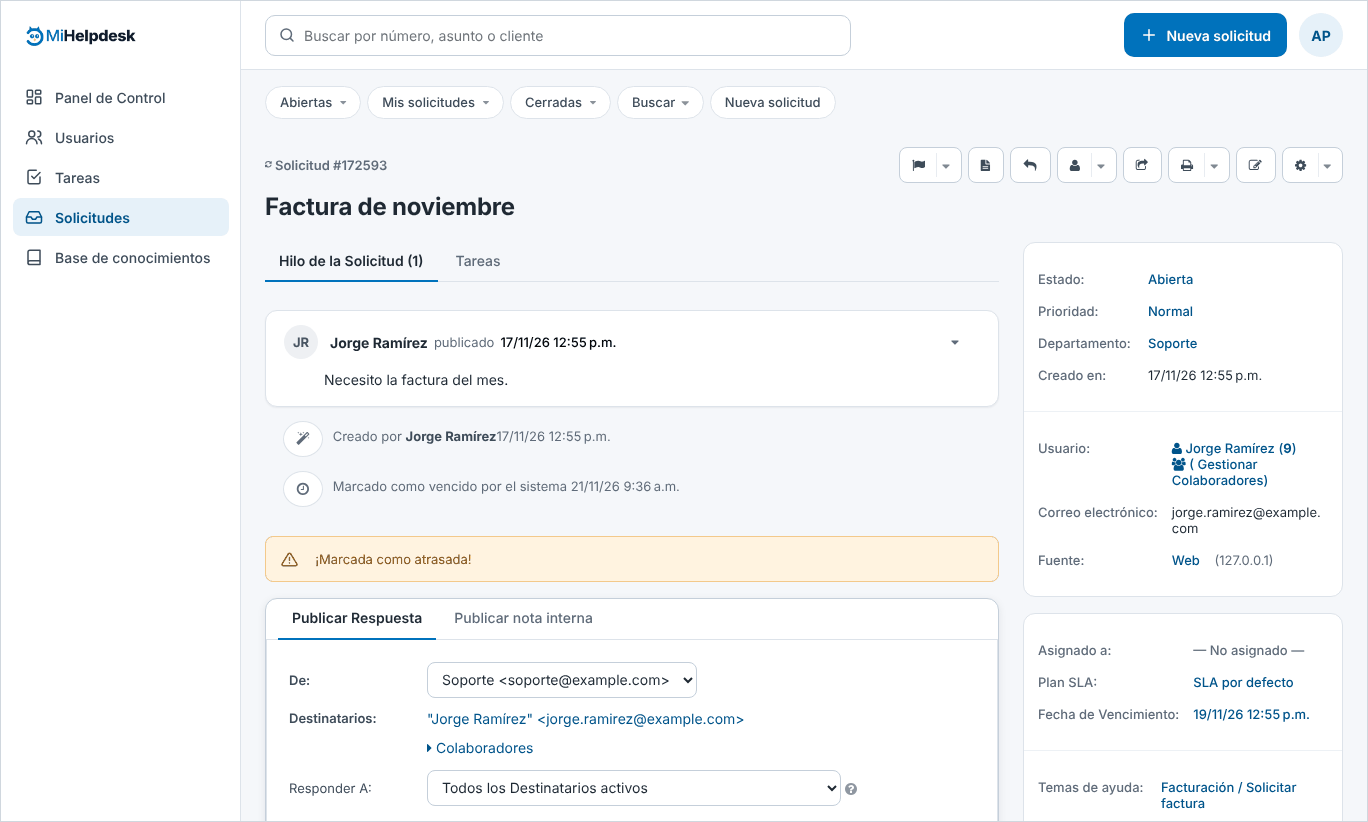 MiHelpdesk
Buscar por número, asunto o cliente
Nueva solicitud
AP
Panel de Control
Usuarios
Tareas
Solicitudes
Base de conocimientos
Abiertas
Mis solicitudes
Cerradas
Buscar
Nueva solicitud
Solicitud #172593
Factura de noviembre
Hilo de la Solicitud (1)
Tareas
JR
Jorge Ramírez publicado 17/11/26 12:55 p.m.
Necesito la factura del mes.
Creado por Jorge Ramírez17/11/26 12:55 p.m.
Marcado como vencido por el sistema 21/11/26 9:36 a.m.
¡Marcada como atrasada!
Publicar Respuesta
Publicar nota interna
De:
Soporte <soporte@example.com>
Destinatarios:
"Jorge Ramírez" <jorge.ramirez@example.com>
Colaboradores
Responder A:
Todos los Destinatarios activos
?
Estado:
Abierta
Prioridad:
Normal
Departamento:
Soporte
Creado en:
17/11/26 12:55 p.m.
Usuario:
Jorge Ramírez (9)
( Gestionar
Colaboradores)
Correo electrónico:
jorge.ramirez@example.
com
Fuente:
Web (127.0.0.1)
Asignado a:
— No asignado —
Plan SLA:
SLA por defecto
Fecha de Vencimiento:
19/11/26 12:55 p.m.
Temas de ayuda:
Facturación / Solicitar
factura